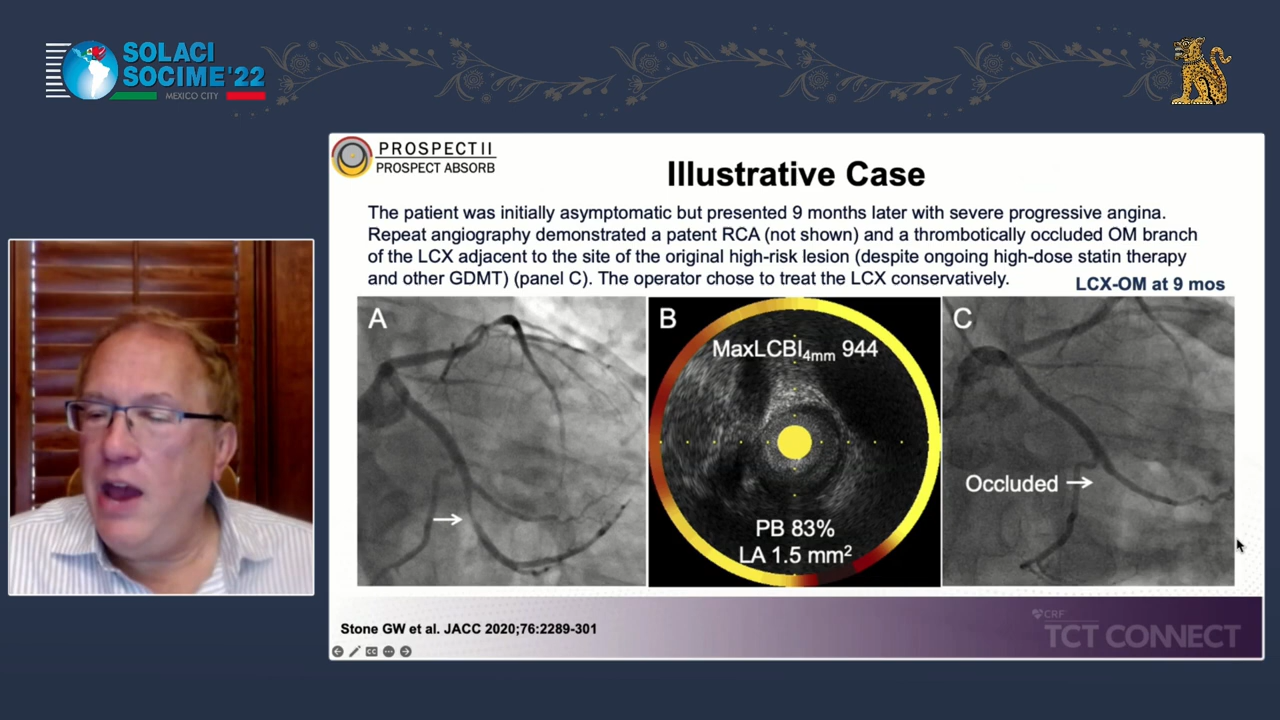 SOLACI
SOCIME'22
MEXICO CITY
PROSPECT II
PROSPECT ABSORB
Illustrative Case
The patient was initially asymptomatic but presented 9 months later with severe progressive angina.
Repeat angiography demonstrated a patent RCA (not shown) and a thrombotically occluded OM branch
of the LCX adjacent to the site of the original high-risk lesion (despite ongoing high-dose statin therapy
and other GDMT) (panel C). The operator chose to treat the LCX conservatively.
LCX-OM at 9 mos
A
B
C
MaxLCBI4mm 944
Occluded
PB 83%
LA 1.5 mm²
Stone GW et al. JACC 2020;76:2289-301
CRF
TCT CONNECT
CC